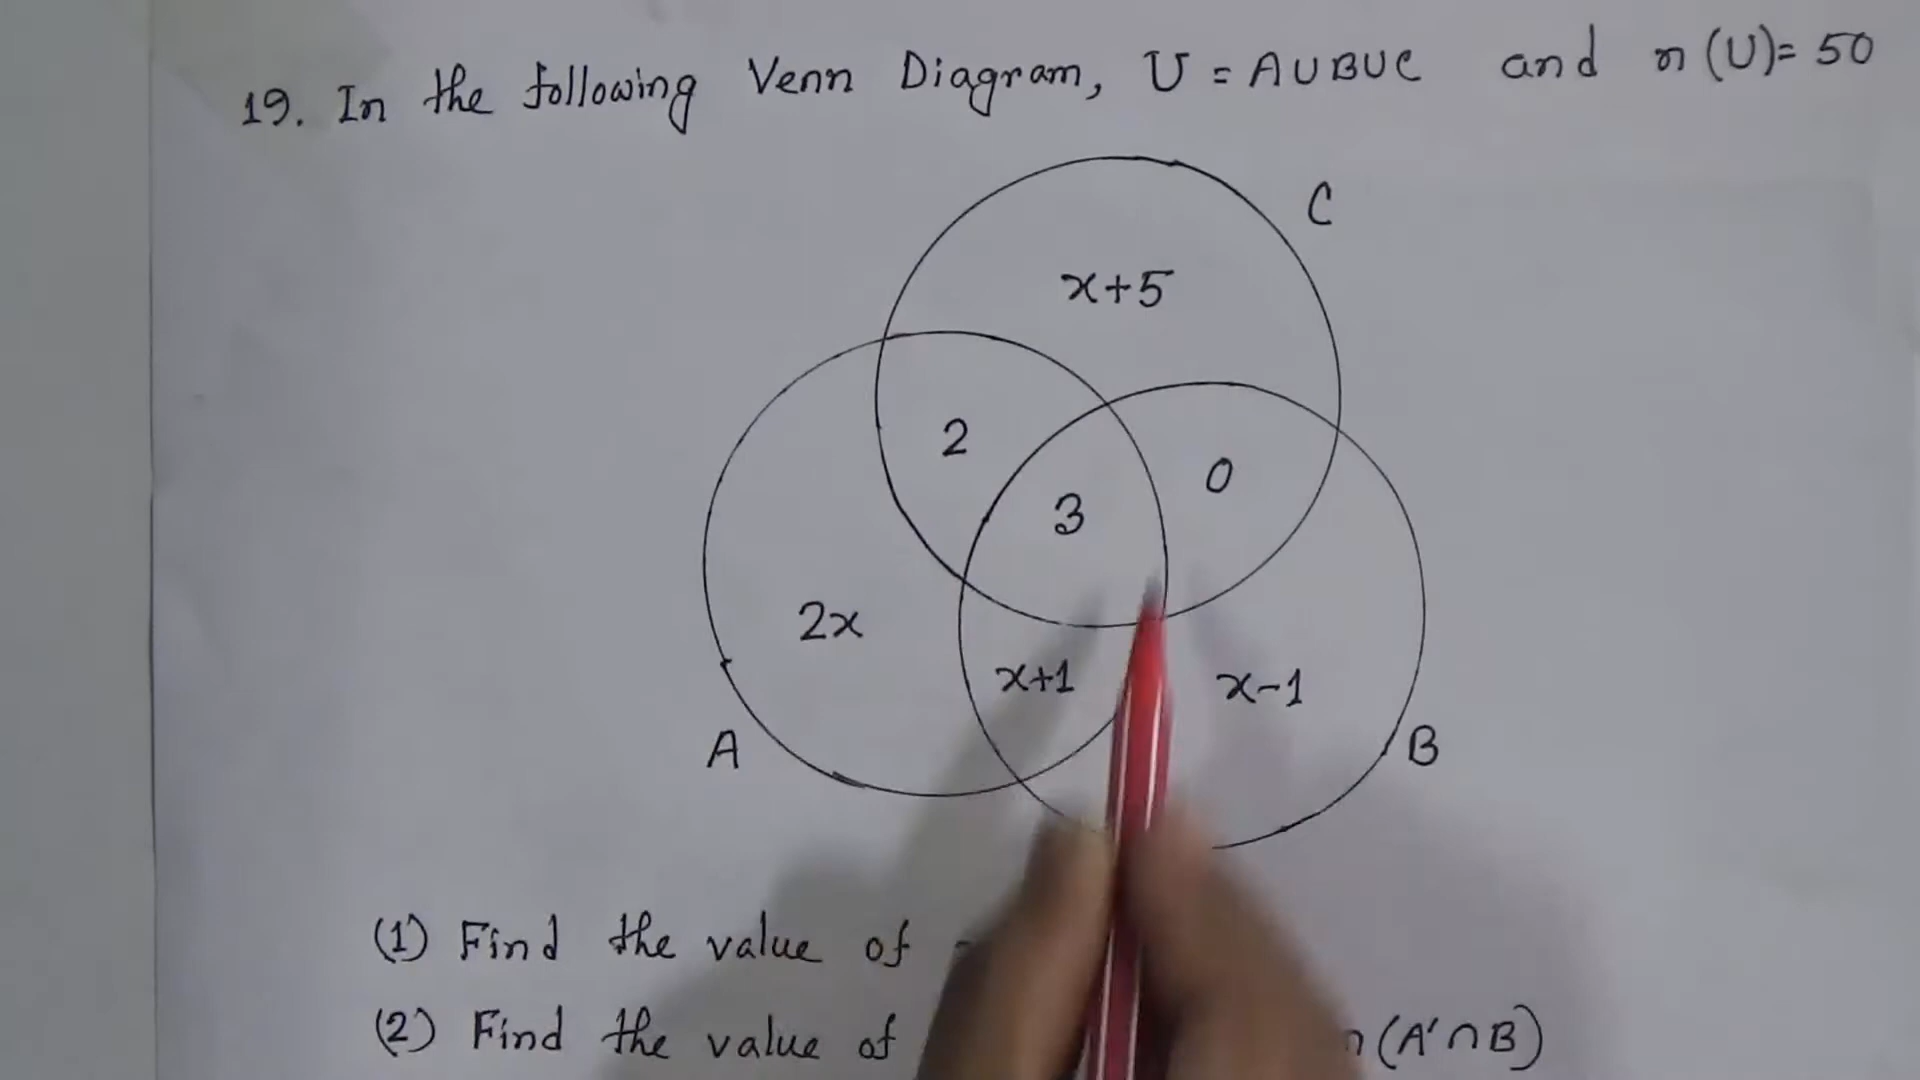 19. In the following Venn Diagram, U = AUBUC and n(U)= 50
C
x+5
2
3
0
2x
x+1
x-1
A
B
(1) Find the value of
(2) Find the value of n(A'∩B)